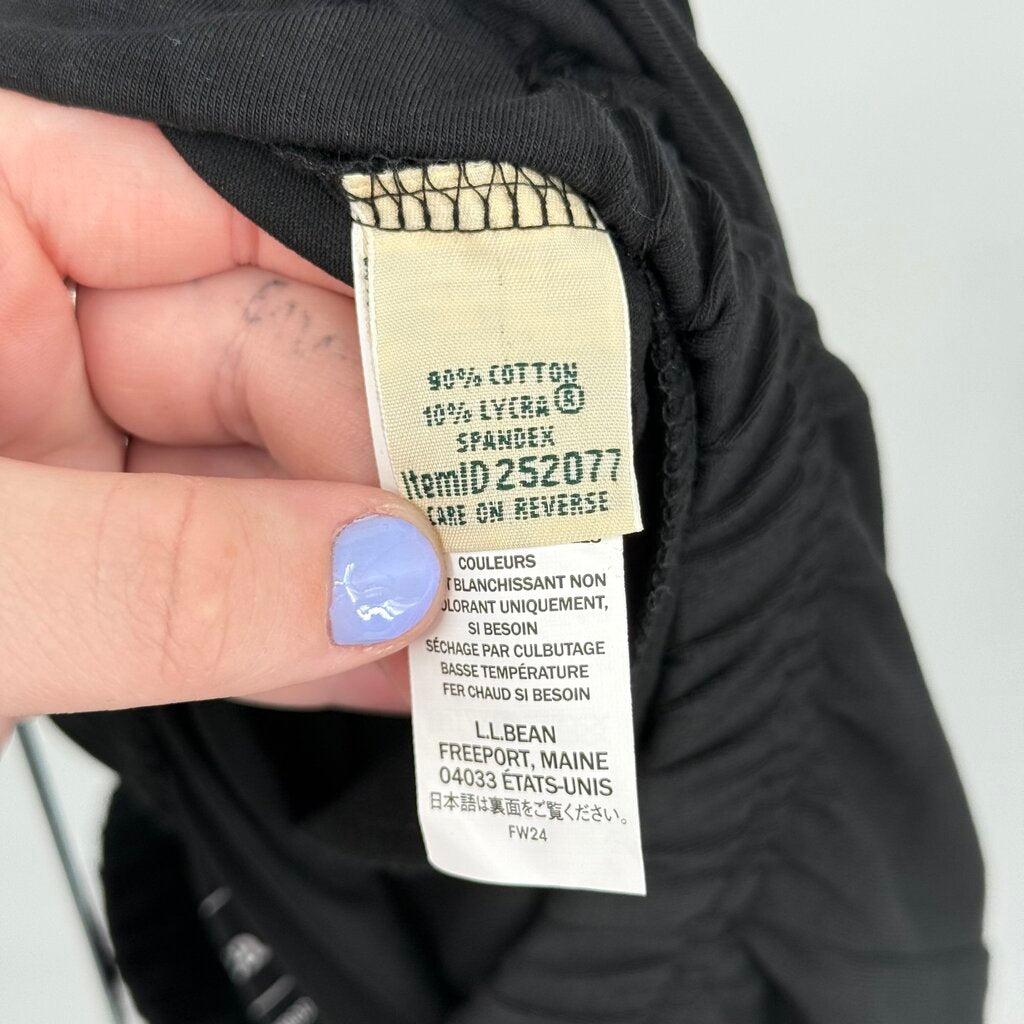 90% COTTON
10% LYCRA®
SPANDEX
ItemID 252077
CARE ON REVERSE
COULEURS
BLANCHISSANT NON
UNIQUEMENT,
SI BESOIN
SÉCHAGE PAR CULBUTAGE
BASSE TEMPÉRATURE
FER CHAUD SI BESOIN
L.L.BEAN
FREEPORT, MAINE
04033 ÉTATS-UNIS
日本語は裏面をご覧ください。
FW24